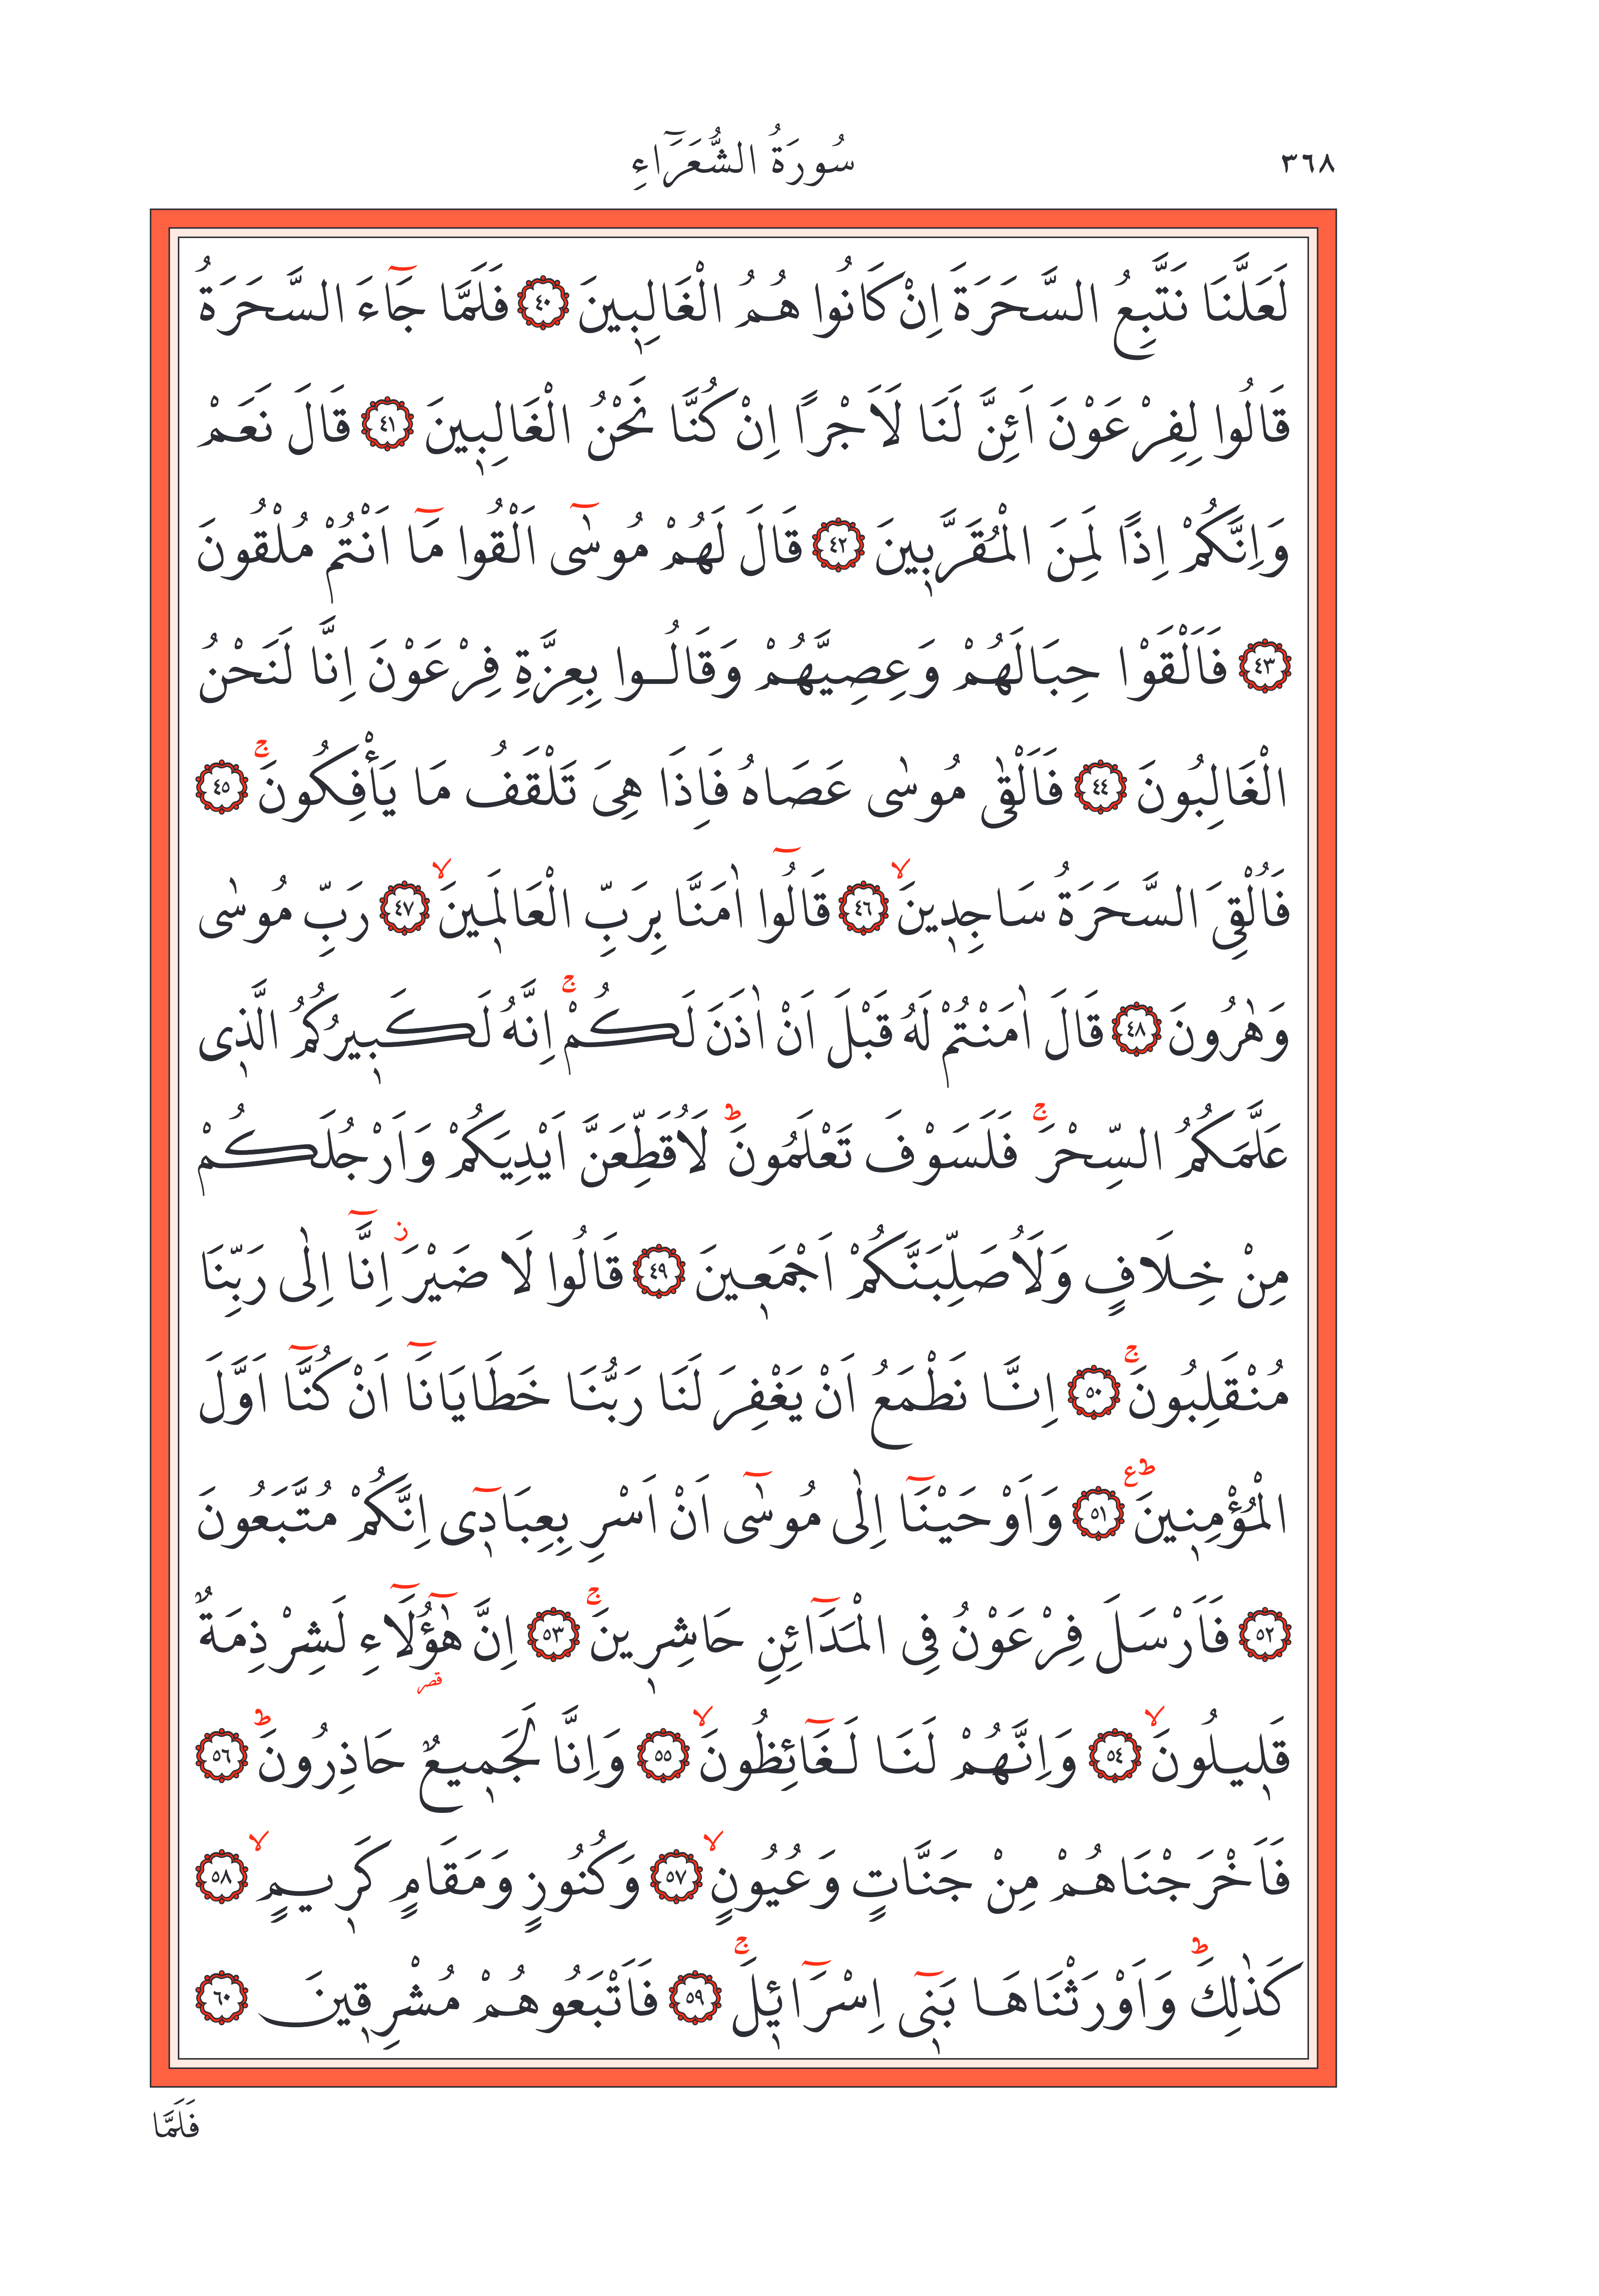 ٣٦٨
سُورَةُ الشُّعَرَٓاءِ
لَعَلَّنَا نَتَّبِعُ السَّحَرَةَ اِنْ كَانُوا هُمُ الْغَالِب۪ينَ ﴿٤٠﴾ فَلَمَّا جَٓاءَ السَّحَرَةُ
قَالُوا لِفِرْعَوْنَ اَئِنَّ لَنَا لَاَجْرًا اِنْ كُنَّا نَحْنُ الْغَالِب۪ينَ ﴿٤١﴾ قَالَ نَعَمْ
وَاِنَّكُمْ اِذًا لَمِنَ الْمُقَرَّب۪ينَ ﴿٤٢﴾ قَالَ لَهُمْ مُوسٰٓى اَلْقُوا مَٓا اَنْتُمْ مُلْقُونَ
﴿٤٣﴾ فَاَلْقَوْا حِبَالَهُمْ وَعِصِيَّهُمْ وَقَالُوا بِعِزَّةِ فِرْعَوْنَ اِنَّا لَنَحْنُ
الْغَالِبُونَ ﴿٤٤﴾ فَاَلْقٰى مُوسٰى عَصَاهُ فَاِذَا هِيَ تَلْقَفُ مَا يَأْفِكُونَۚ ﴿٤٥﴾
فَاُلْقِيَ السَّحَرَةُ سَاجِد۪ينَۙ ﴿٤٦﴾ قَالُٓوا اٰمَنَّا بِرَبِّ الْعَالَم۪ينَۙ ﴿٤٧﴾ رَبِّ مُوسٰى
وَهٰرُونَ ﴿٤٨﴾ قَالَ اٰمَنْتُمْ لَهُ قَبْلَ اَنْ اٰذَنَ لَكُمْۚ اِنَّهُ لَكَب۪يرُكُمُ الَّذ۪ى
عَلَّمَكُمُ السِّحْرَۚ فَلَسَوْفَ تَعْلَمُونَۜ لَاُقَطِّعَنَّ اَيْدِيَكُمْ وَاَرْجُلَكُمْ
مِنْ خِلَافٍ وَلَاُصَلِّبَنَّكُمْ اَجْمَع۪ينَ ﴿٤٩﴾ قَالُوا لَا ضَيْرَۘ اِنَّٓا اِلٰى رَبِّنَا
مُنْقَلِبُونَۚ ﴿٥٠﴾ اِنَّا نَطْمَعُ اَنْ يَغْفِرَ لَنَا رَبُّنَا خَطَايَانَٓا اَنْ كُنَّٓا اَوَّلَ
الْمُؤْمِن۪ينَۜ ع ﴿٥١﴾ وَاَوْحَيْنَٓا اِلٰى مُوسٰٓى اَنْ اَسْرِ بِعِبَاد۪ٓى اِنَّكُمْ مُتَّبَعُونَ
﴿٥٢﴾ فَاَرْسَلَ فِرْعَوْنُ فِى الْمَدَٓائِنِ حَاشِر۪ينَۚ ﴿٥٣﴾ اِنَّ هٰٓؤُ۬لَٓاءِ لَشِرْذِمَةٌ
قصر
قَل۪يلُونَۙ ﴿٥٤﴾ وَاِنَّهُمْ لَنَا لَغَٓائِظُونَۙ ﴿٥٥﴾ وَاِنَّا لَجَم۪يعٌ حَاذِرُونَۜ ﴿٥٦﴾
فَاَخْرَجْنَاهُمْ مِنْ جَنَّاتٍ وَعُيُونٍۙ ﴿٥٧﴾ وَكُنُوزٍ وَمَقَامٍ كَر۪يمٍۙ ﴿٥٨﴾
كَذٰلِكَۜ وَاَوْرَثْنَاهَا بَن۪ٓى اِسْرَٓائ۪يلَۚ ﴿٥٩﴾ فَاَتْبَعُوهُمْ مُشْرِق۪ينَ ﴿٦٠﴾
فَلَمَّا